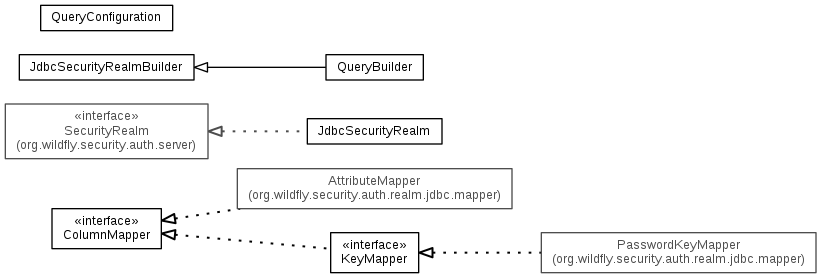 QueryConfiguration
JdbcSecurityRealmBuilder
QueryBuilder
«interface»
SecurityRealm
(org.wildfly.security.auth.server)
JdbcSecurityRealm
AttributeMapper
(org.wildfly.security.auth.realm.jdbc.mapper)
«interface»
ColumnMapper
«interface»
KeyMapper
PasswordKeyMapper
(org.wildfly.security.auth.realm.jdbc.mapper)